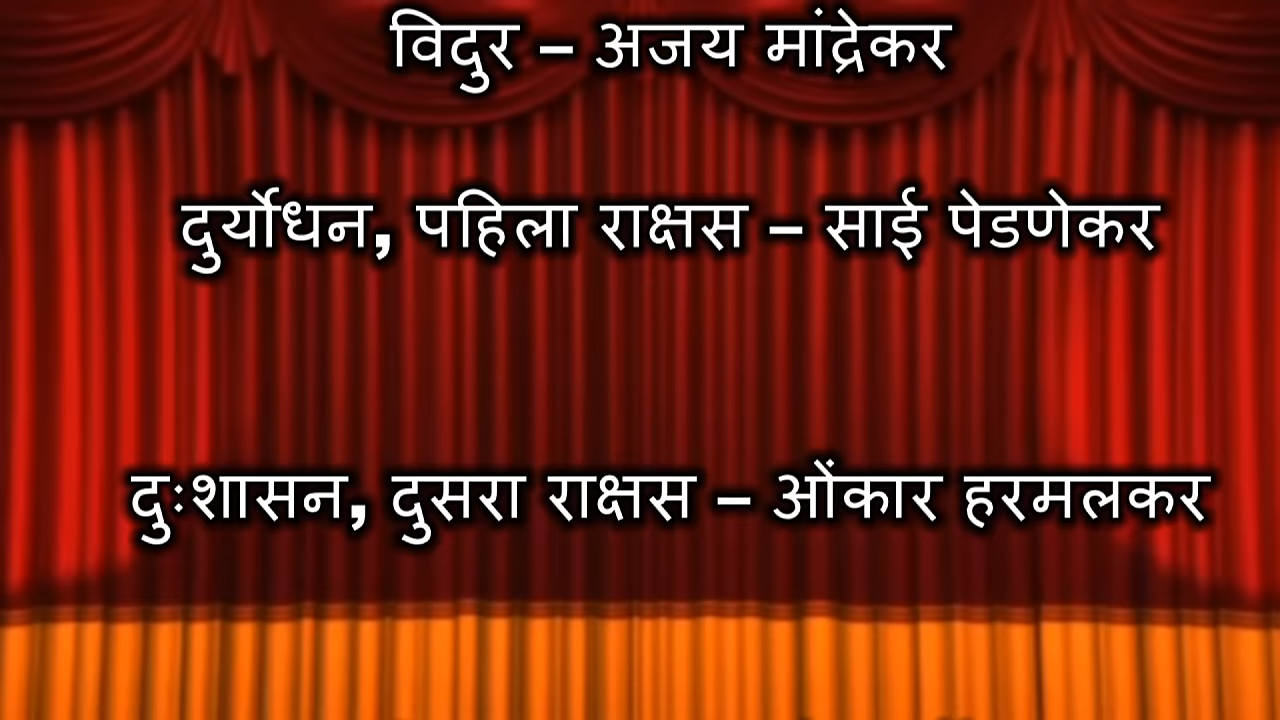 विदुर – अजय मांद्रेकर
दुर्योधन, पहिला राक्षस – साई पेडणेकर
दुःशासन, दुसरा राक्षस – ओंकार हरमलकर